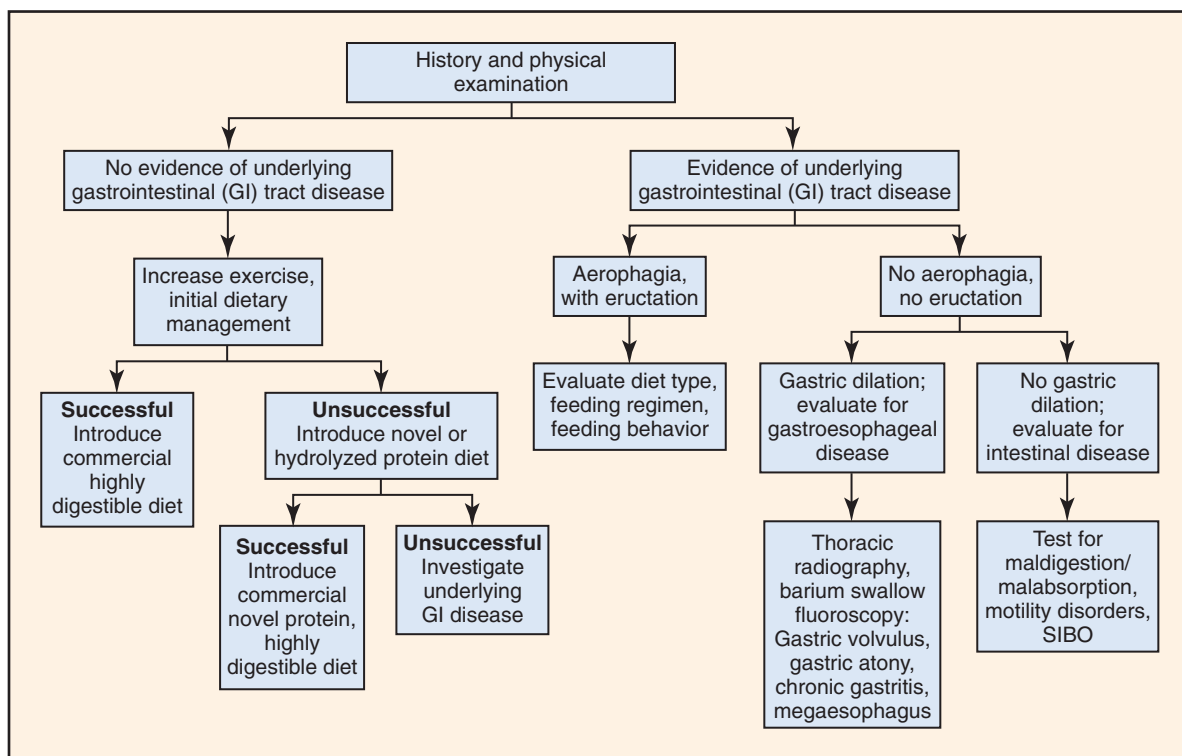 History and physical
examination
No evidence of underlying
gastrointestinal (GI) tract disease
Evidence of underlying
gastrointestinal (GI) tract disease
Increase exercise,
initial dietary
management
Aerophagia,
with eructation
No aerophagia,
no eructation
Successful
Introduce
commercial
highly
digestible diet
Unsuccessful
Introduce novel or
hydrolyzed protein diet
Evaluate diet type,
feeding regimen,
feeding behavior
Gastric dilation;
evaluate for
gastroesophageal
disease
No gastric
dilation;
evaluate for
intestinal disease
Successful
Introduce
commercial
novel protein,
highly
digestible diet
Unsuccessful
Investigate
underlying
GI disease
Thoracic
radiography,
barium swallow
fluoroscopy:
Gastric volvulus,
gastric atony,
chronic gastritis,
megaesophagus
Test for
maldigestion/
malabsorption,
motility disorders,
SIBO